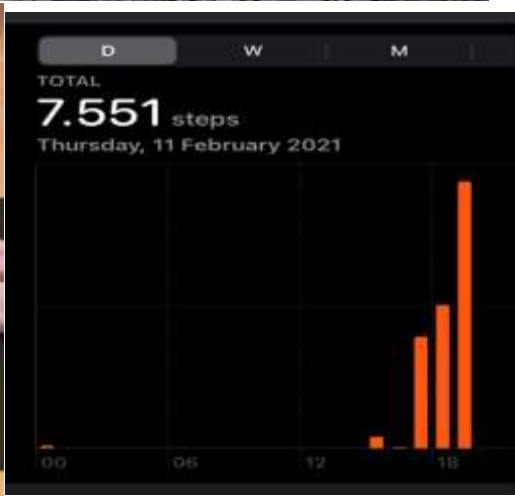 D W M
TOTAL
7.551 steps
Thursday, 11 February 2021
00 06 12 18